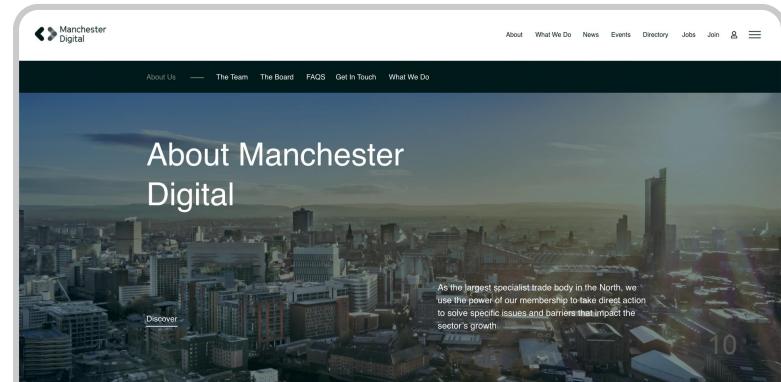 Manchester
Digital
About What We Do News Events Directory Jobs Join
About Us The Team The Board FAQS Get In Touch What We Do
About Manchester
Digital
As the largest specialist trade body in the North, we
use the power of our membership to take direct action
to solve specific issues and barriers that impact the
sector's growth
Discover
10